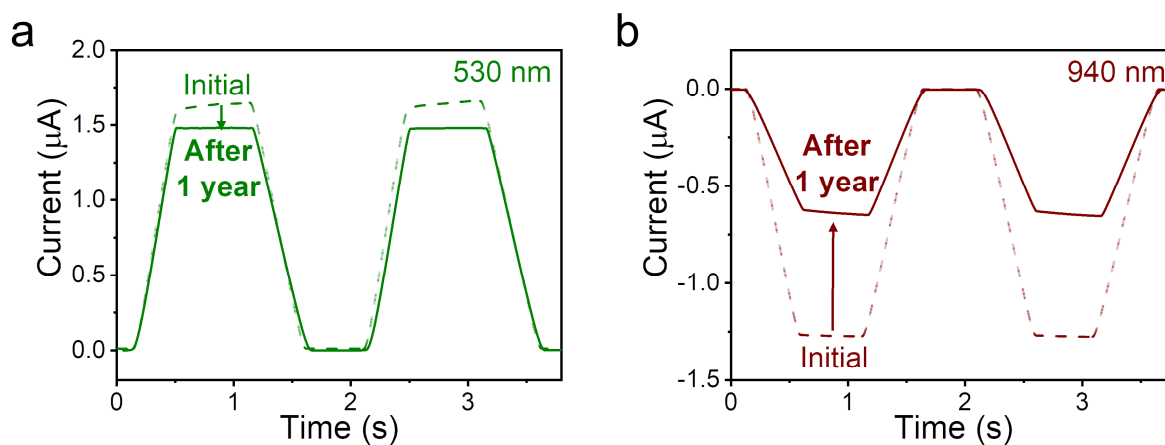 a
2.0
1.5
1.0
0.5
0.0
Current (μA)
530 nm
Initial
After
1 year
0
1
2
3
Time (s)
b
0.0
-0.5
-1.0
-1.5
Current (μA)
940 nm
After
1 year
Initial
0
1
2
3
Time (s)